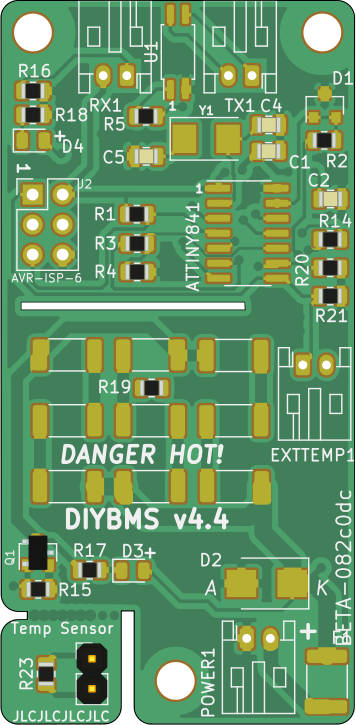 U1
R16
D1
RX1
TX1
R18
1
Y1
C4
R5
D4
+
R2
C5
C1
1
U2
1
C2
R1
ATTINY841
R14
R3
R4
R20
AVR-ISP-6
R21
R19
EXTTEMP1
DANGER HOT!
DIYBMS v4.4
Q1
R17
D3+
D2
A
K
R15
BETA-082c0dc
Temp Sensor
+
POWER1
R23
JLCJLCJLCJLC